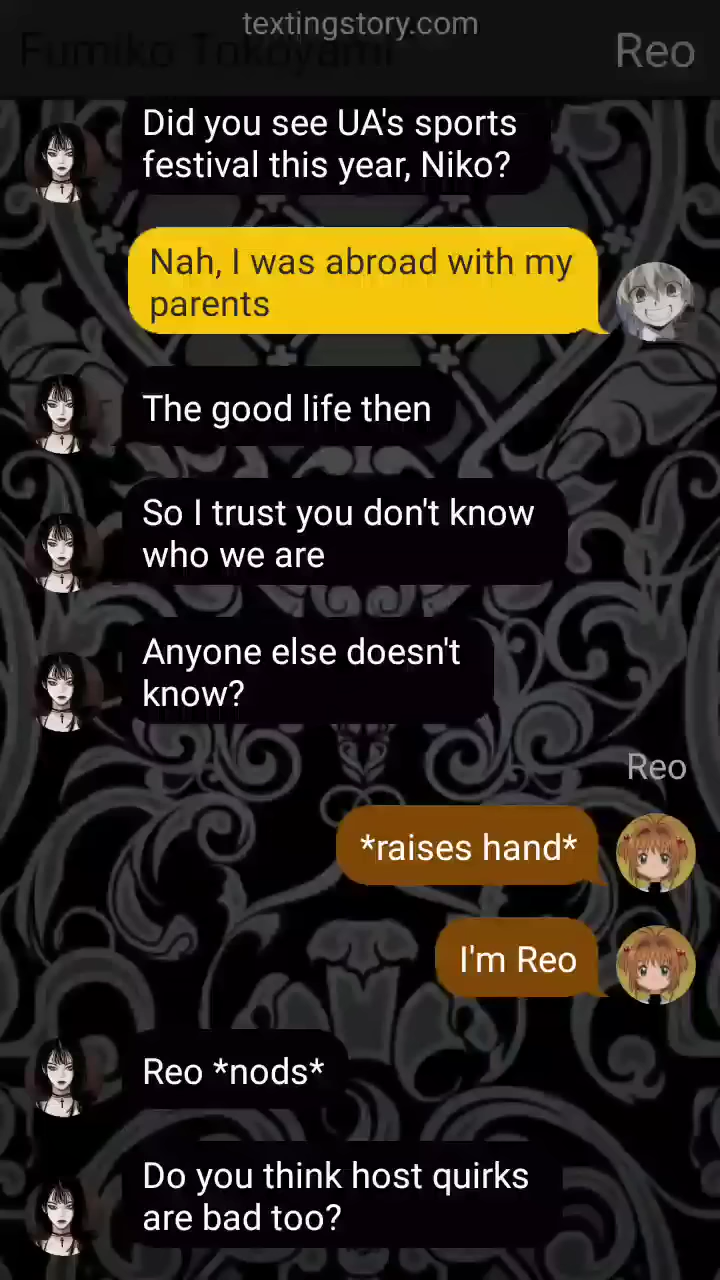 textingstory.com
Fumiko Tokoyami
Reo
Did you see UA's sports
festival this year, Niko?
Nah, I was abroad with my
parents
The good life then
So I trust you don't know
who we are
Anyone else doesn't
know?
Reo
*raises hand*
I'm Reo
Reo *nods*
Do you think host quirks
are bad too?